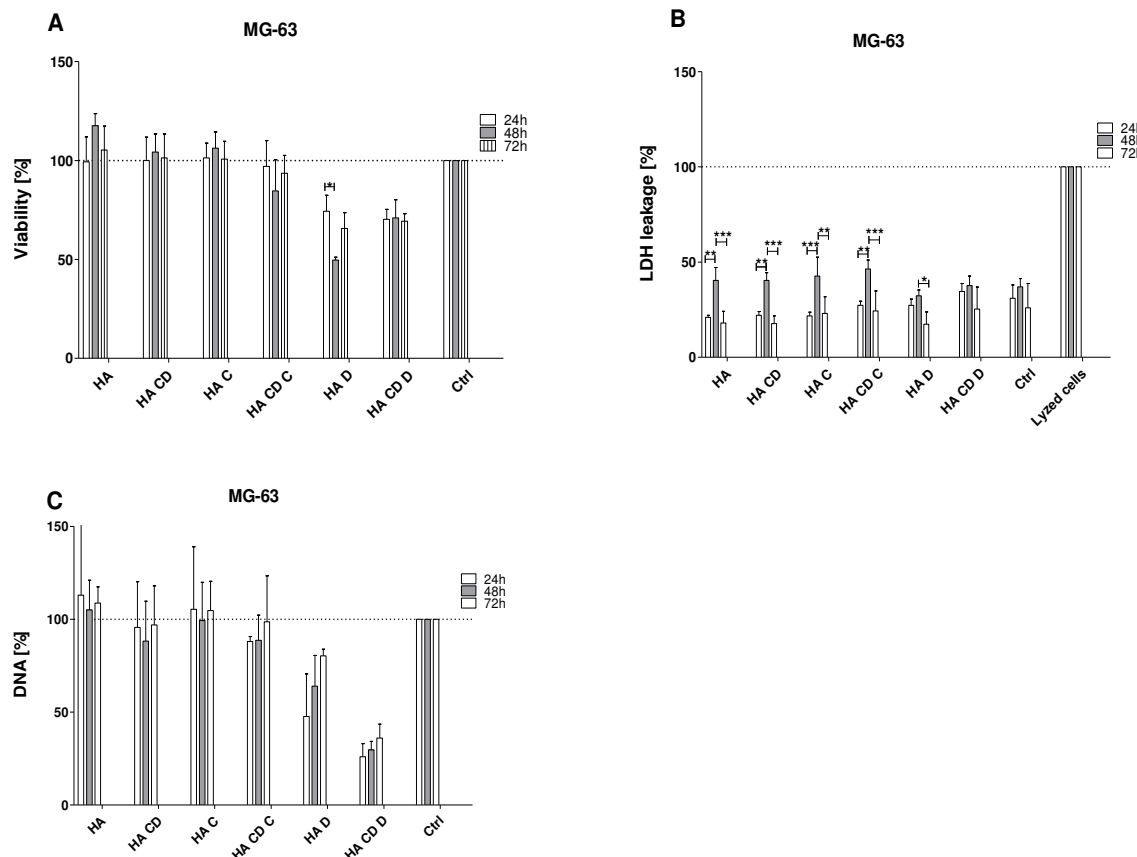 A
MG-63
150
100
50
0
Viability [%]
24h
48h
72h
HA
HA CD
HA C
HA CD C
HA D
HA CD D
Ctrl
*
B
MG-63
150
100
50
0
LDH leakage [%]
24h
48h
72h
** *** ** *** *** ** ** *** *
HA
HA CD
HA C
HA CD C
HA D
HA CD D
Ctrl
Lyzed cells
C
MG-63
150
100
50
0
DNA [%]
24h
48h
72h
HA
HA CD
HA C
HA CD C
HA D
HA CD D
Ctrl